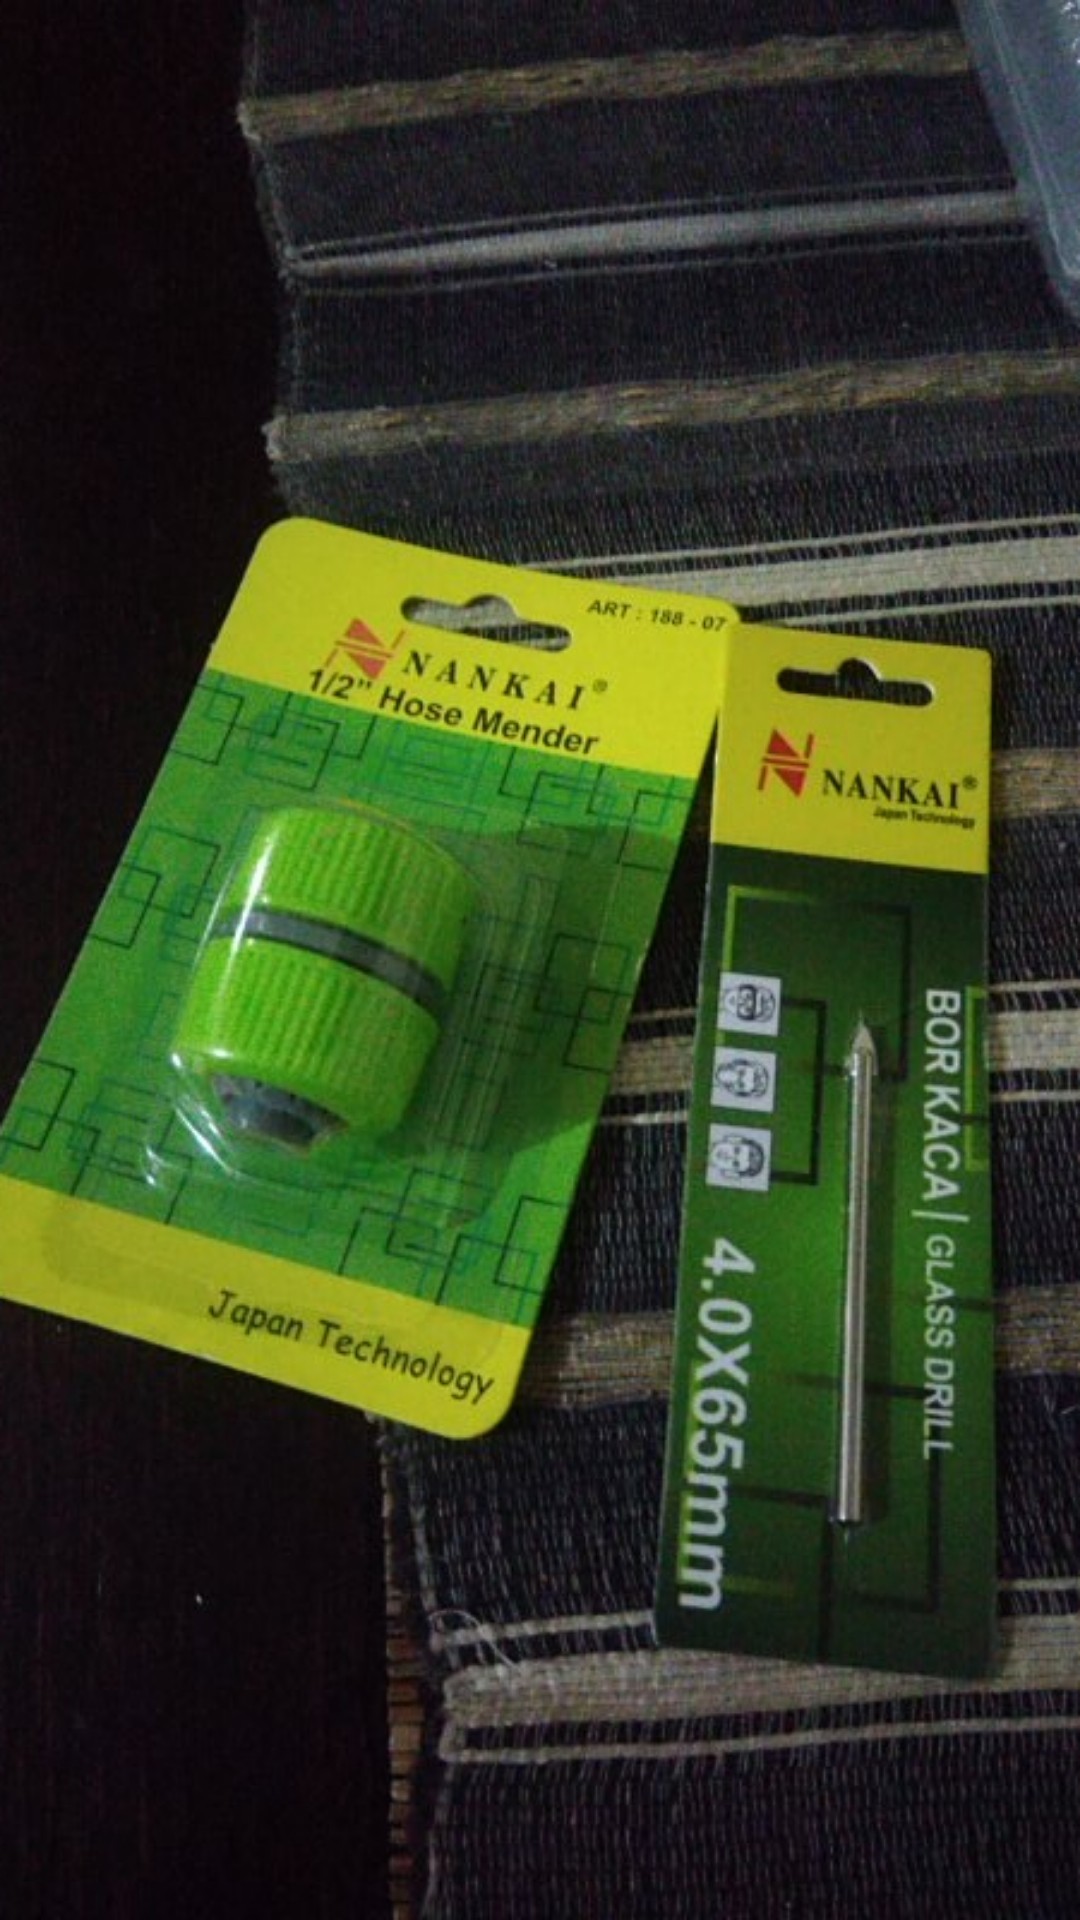 ART : 188 - 07
NANKAI®
1/2" Hose Mender
Japan Technology
NANKAI®
Japan Technology
BOR KACA | GLASS DRILL
4.0X65mm